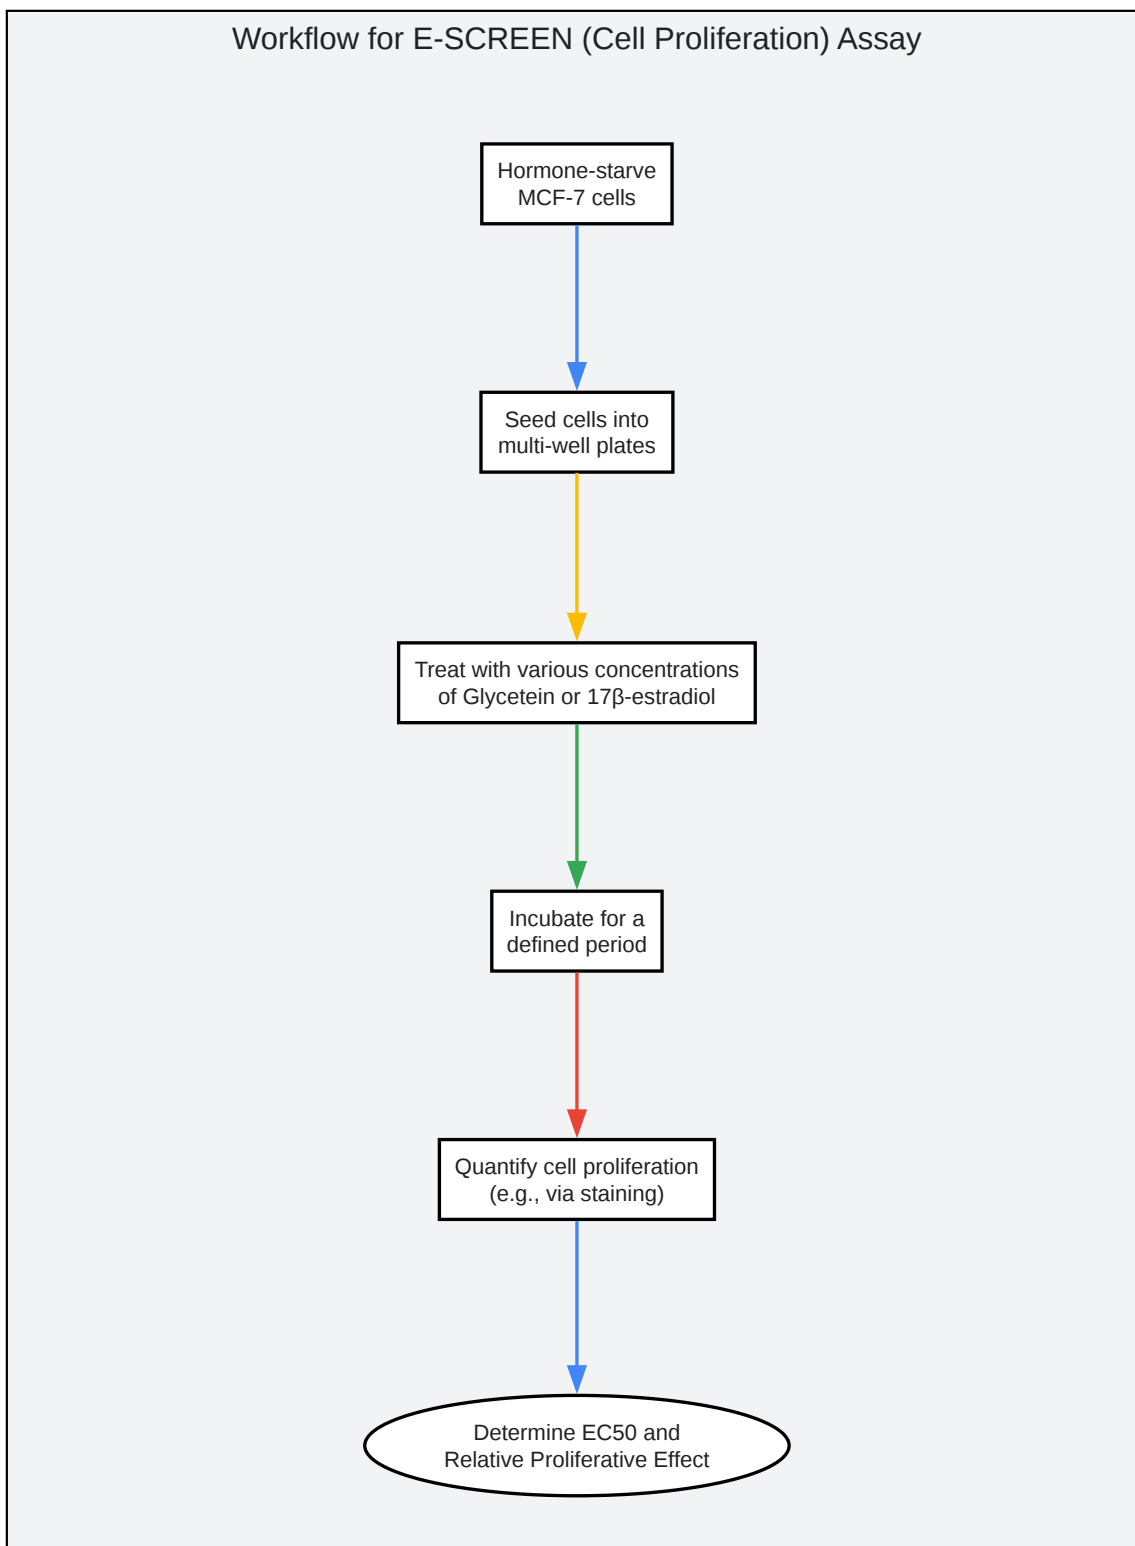 Workflow for E-SCREEN (Cell Proliferation) Assay
Hormone-starve
MCF-7 cells
Seed cells into
multi-well plates
Treat with various concentrations
of Glycetein or 17β-estradiol
Incubate for a
defined period
Quantify cell proliferation
(e.g., via staining)
Determine EC50 and
Relative Proliferative Effect